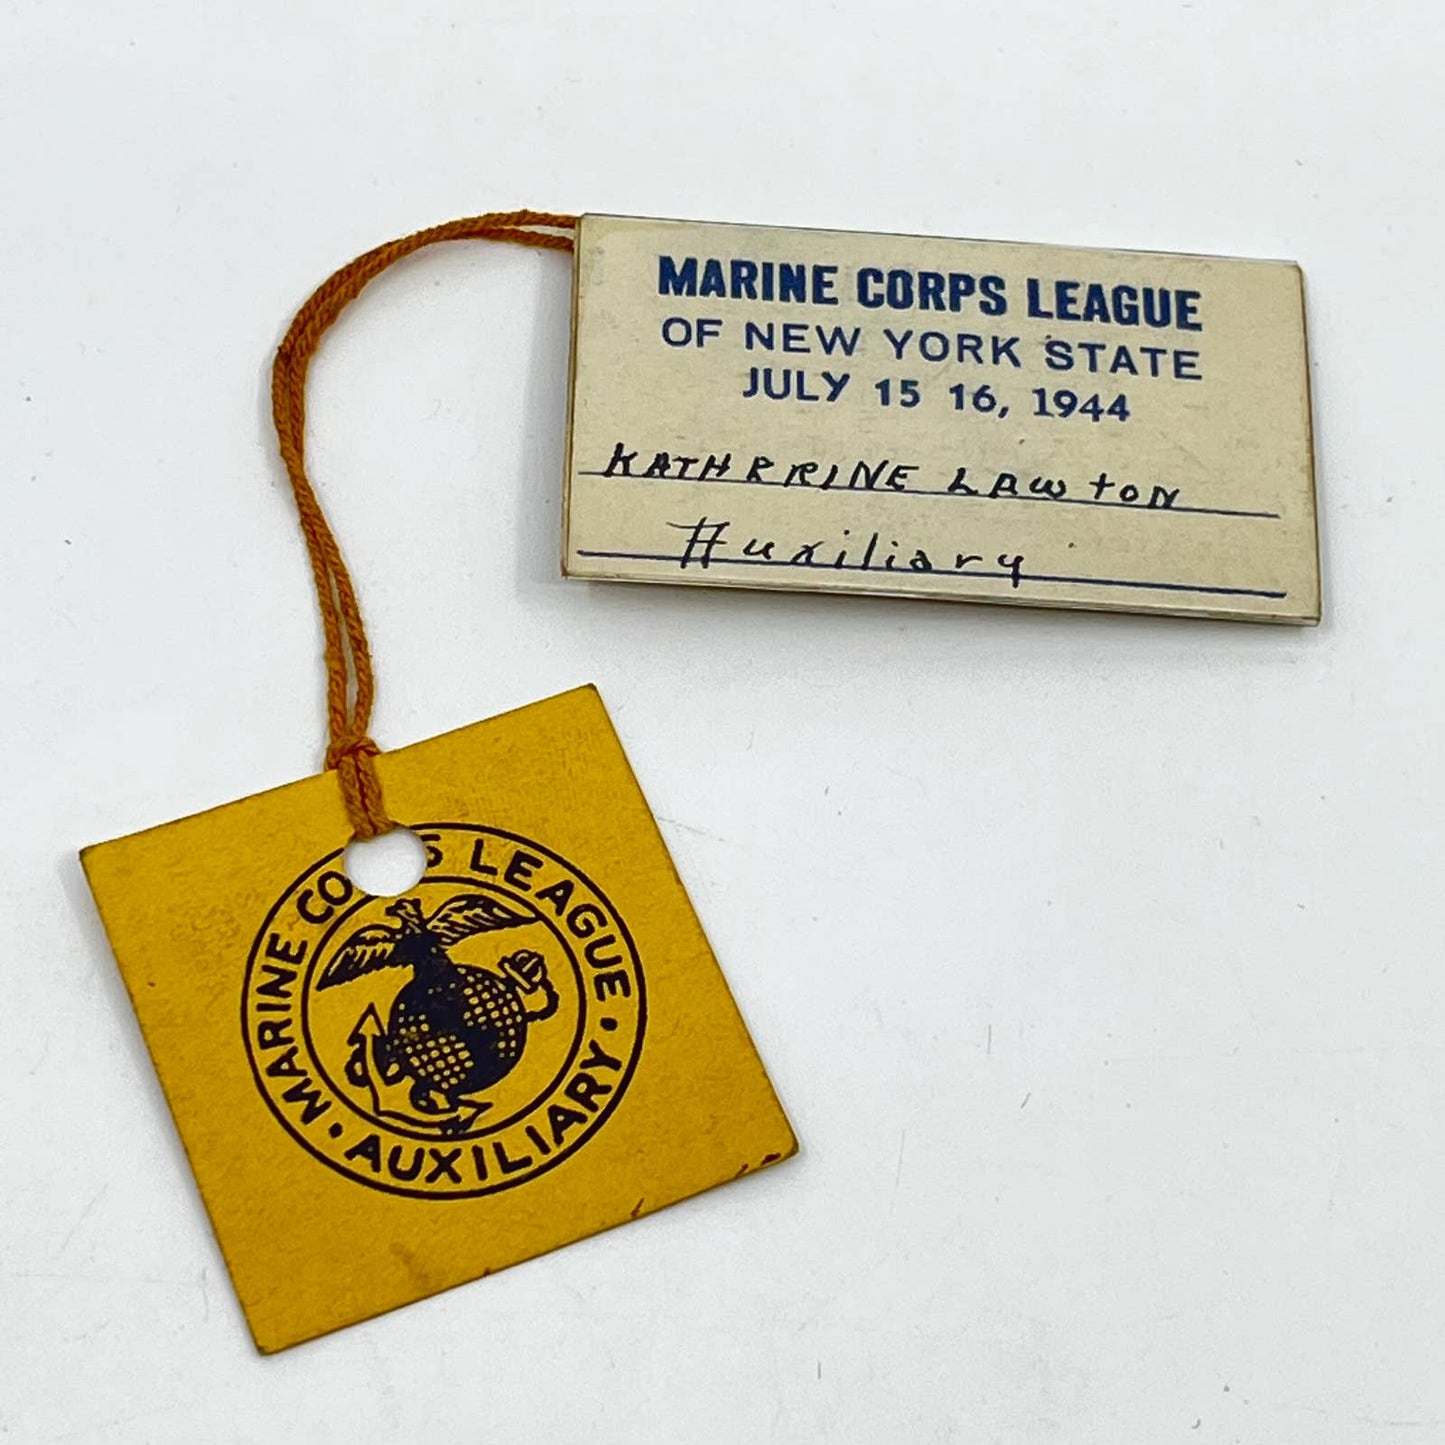 MARINE CORPS LEAGUE
OF NEW YORK STATE
JULY 15 16, 1944
KATHRRINE LAWTON
Auxiliary
MARINE CO S LEAGUE
• AUXILIARY •